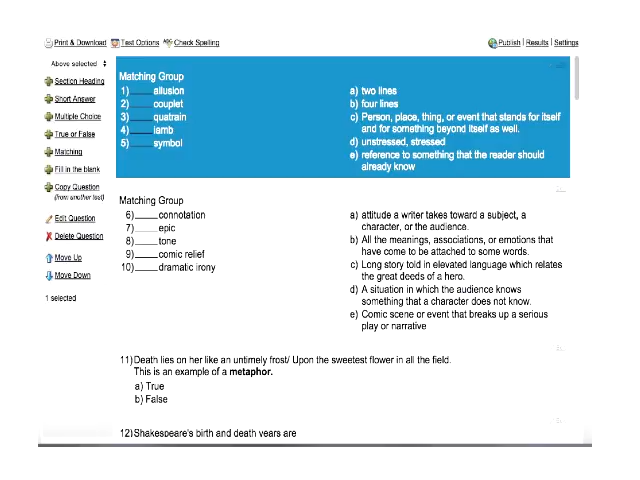 Print & Download Test Options Check Spelling Publish | Results | Settings
Above selected
Section Heading
Short Answer
Multiple Choice
True or False
Matching
Fill in the blank
Copy Question
(from another test)
Edit Question
Delete Question
Move Up
Move Down
1 selected
Matching Group
1)_____allusion
2)_____couplet
3)_____quatrain
4)_____iamb
5)_____symbol
a) two lines
b) four lines
c) Person, place, thing, or event that stands for itself
and for something beyond itself as well.
d) unstressed, stressed
e) reference to something that the reader should
already know
Matching Group
6)_____connotation
7)_____epic
8)_____tone
9)_____comic relief
10)_____dramatic irony
a) attitude a writer takes toward a subject, a
character, or the audience.
b) All the meanings, associations, or emotions that
have come to be attached to some words.
c) Long story told in elevated language which relates
the great deeds of a hero.
d) A situation in which the audience knows
something that a character does not know.
e) Comic scene or event that breaks up a serious
play or narrative
11) Death lies on her like an untimely frost/ Upon the sweetest flower in all the field.
This is an example of a metaphor.
a) True
b) False
12) Shakespeare's birth and death years are